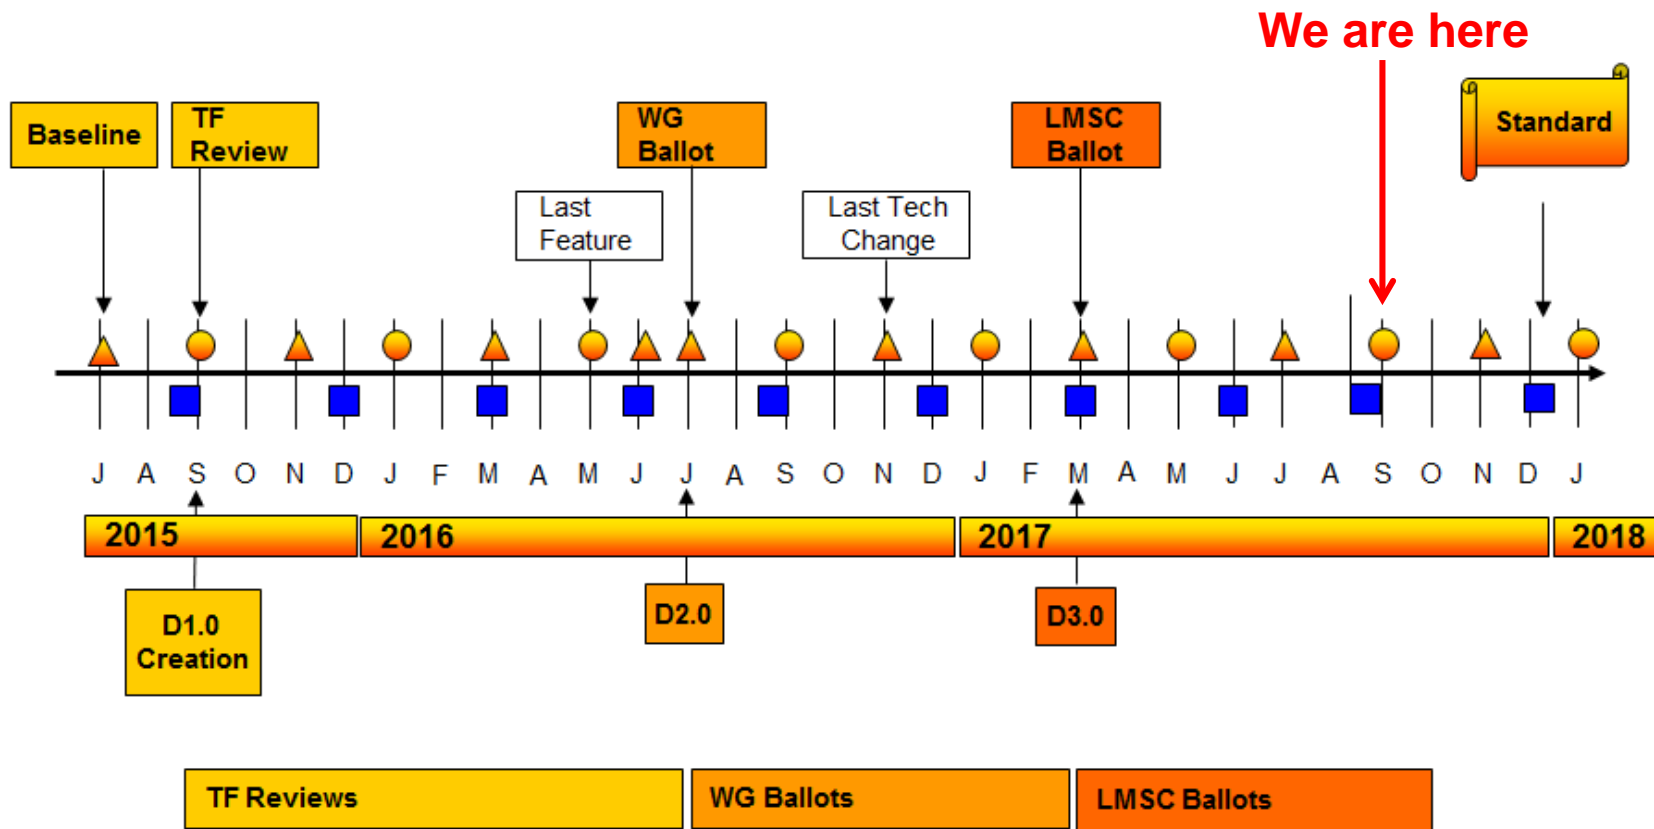 We are here
Baseline
TF
Review
WG
Ballot
LMSC
Ballot
Standard
Last
Feature
Last Tech
Change
J A S O N D J F M A M J J A S O N D J F M A M J J A S O N D J
2015 2016 2017 2018
D1.0
Creation
D2.0
D3.0
TF Reviews
WG Ballots
LMSC Ballots